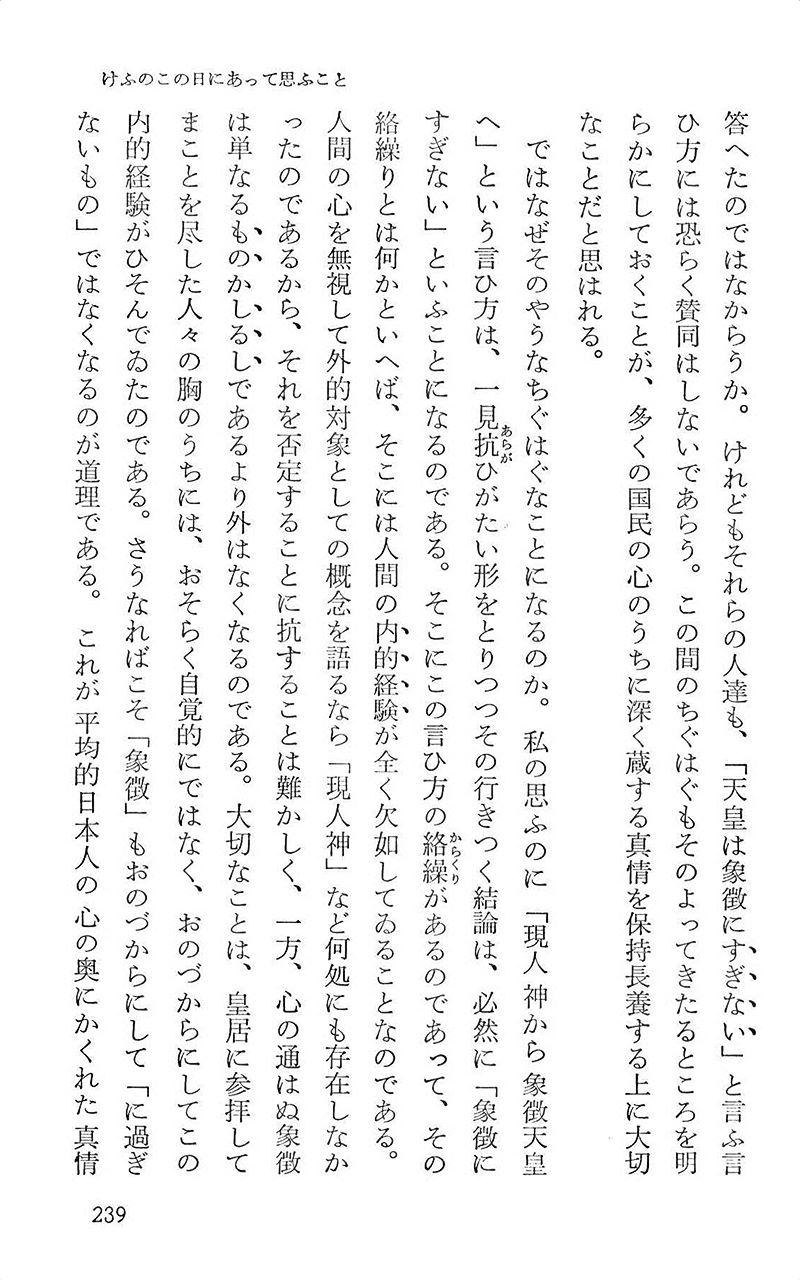 けふのこの日にあって思ふこと
答へたのではなからうか。けれどもそれらの人達も、「天皇は象徴にすぎない」と言ふ言
ひ方には恐らく賛同はしないであらう。この間のちぐはぐもそのよってきたるところを明
らかにしておくことが、多くの国民の心のうちに深く蔵する真情を保持長養する上に大切
なことだと思はれる。
ではなぜそのやうなちぐはぐなことになるのか。私の思ふのに「現人神から象徴天皇
へ」という言ひ方は、一見抗あらがひがたい形をとりつつその行きつく結論は、必然に「象徴に
すぎない」といふことになるのである。そこにこの言ひ方の絡繰からくりがあるのであって、その
絡繰りとは何かといへば、そこには人間の内的経験が全く欠如してゐることなのである。
人間の心を無視して外的対象としての概念を語るなら「現人神」など何処にも存在しなか
ったのであるから、それを否定することに抗することは難かしく、一方、心の通はぬ象徴
は単なるものかしるしであるより外はなくなるのである。大切なことは、皇居に参拝して
まことを尽した人々の胸のうちには、おそらく自覚的にではなく、おのづからにしてこの
内的経験がひそんでゐたのである。さうなればこそ「象徴」もおのづからにして「に過ぎ
ないもの」ではなくなるのが道理である。これが平均的日本人の心の奥にかくれた真情
239